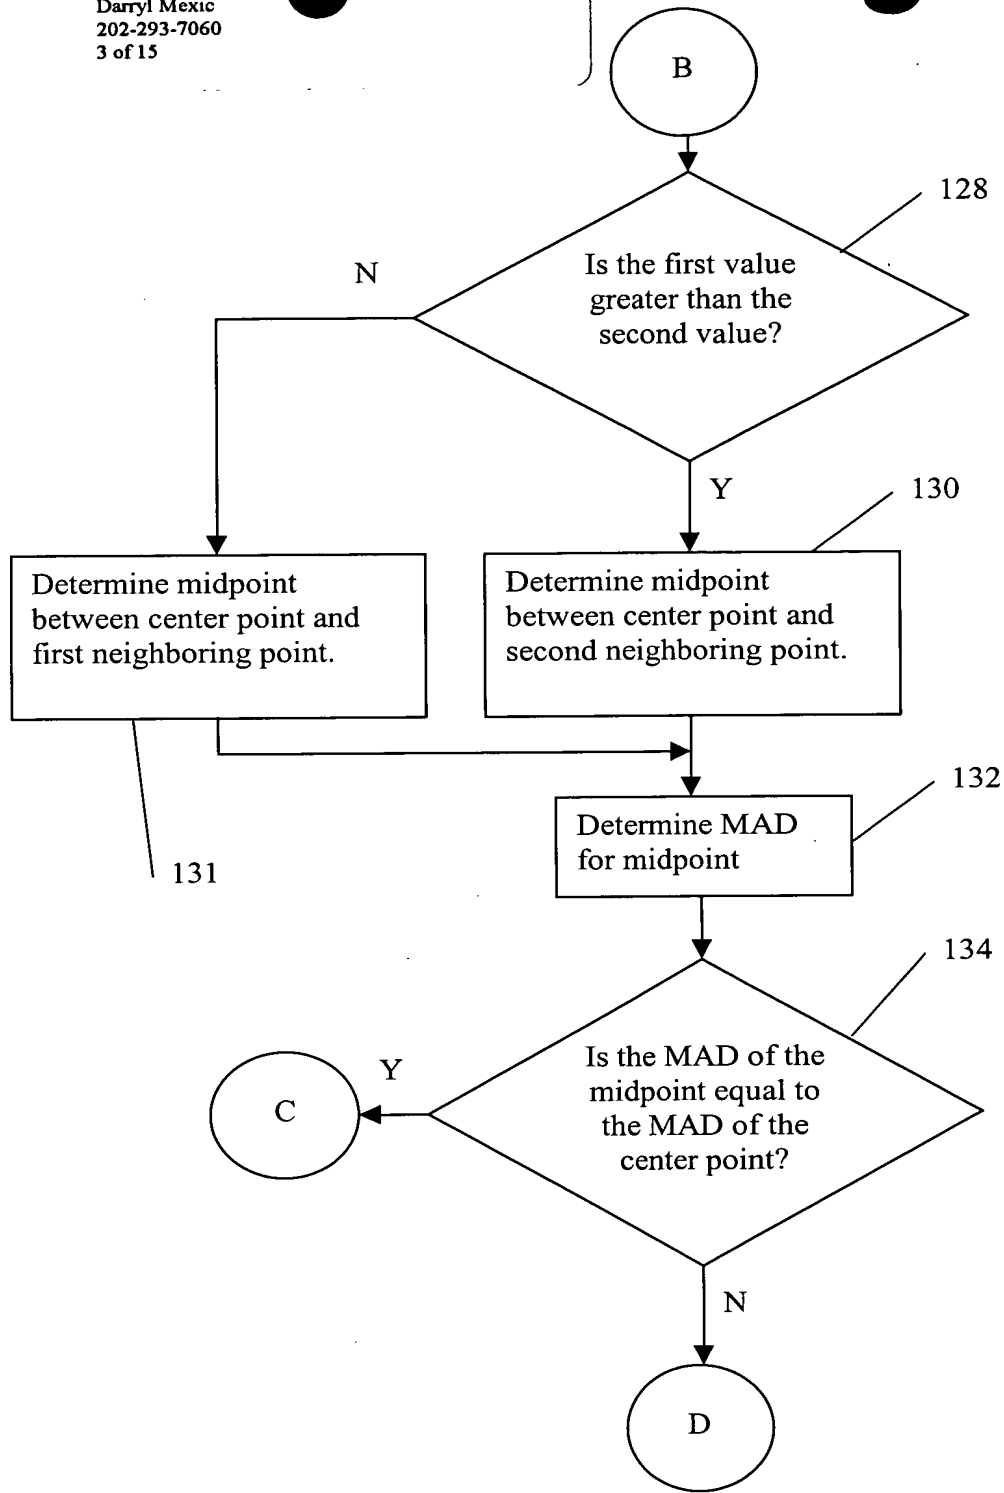 Darryl Mexic
202-293-7060
3 of 15
B
128
N
Is the first value
greater than the
second value?
Y
130
Determine midpoint
between center point and
first neighboring point.
Determine midpoint
between center point and
second neighboring point.
132
Determine MAD
for midpoint
131
134
Y
Is the MAD of the
midpoint equal to
the MAD of the
center point?
C
N
D